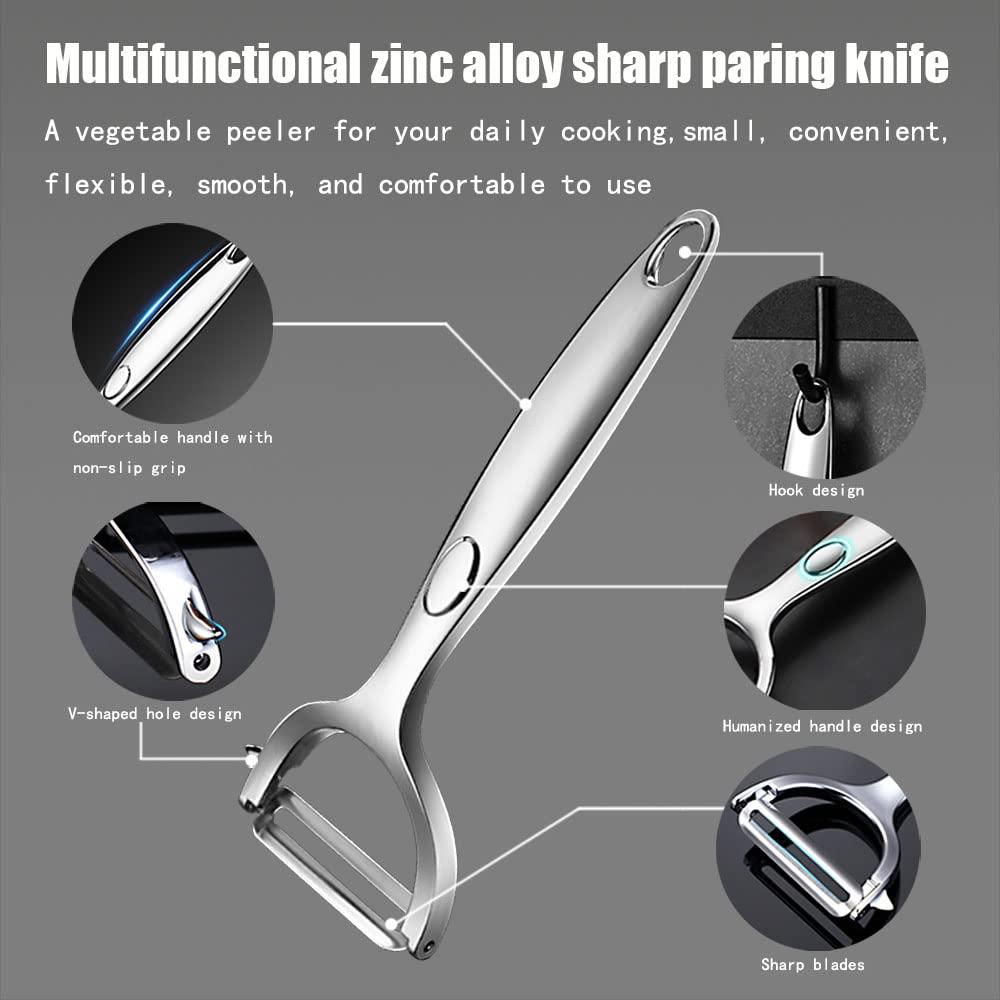 Multifunctional zinc alloy sharp paring knife
A vegetable peeler for your daily cooking,small, convenient,
flexible, smooth, and comfortable to use
Comfortable handle with
non-slip grip
Hook design
V-shaped hole design
Humanized handle design
Sharp blades